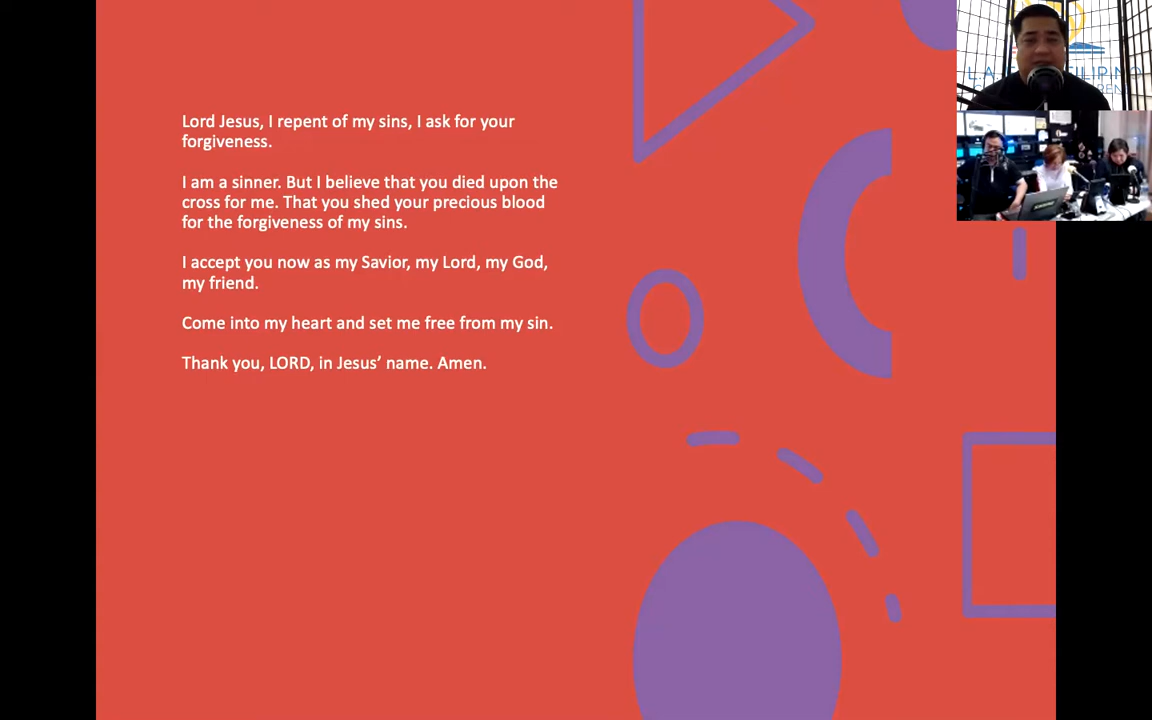 Lord Jesus, I repent of my sins, I ask for your
forgiveness.
I am a sinner. But I believe that you died upon the
cross for me. That you shed your precious blood
for the forgiveness of my sins.
I accept you now as my Savior, my Lord, my God,
my friend.
Come into my heart and set me free from my sin.
Thank you, LORD, in Jesus’ name. Amen.
L.A.